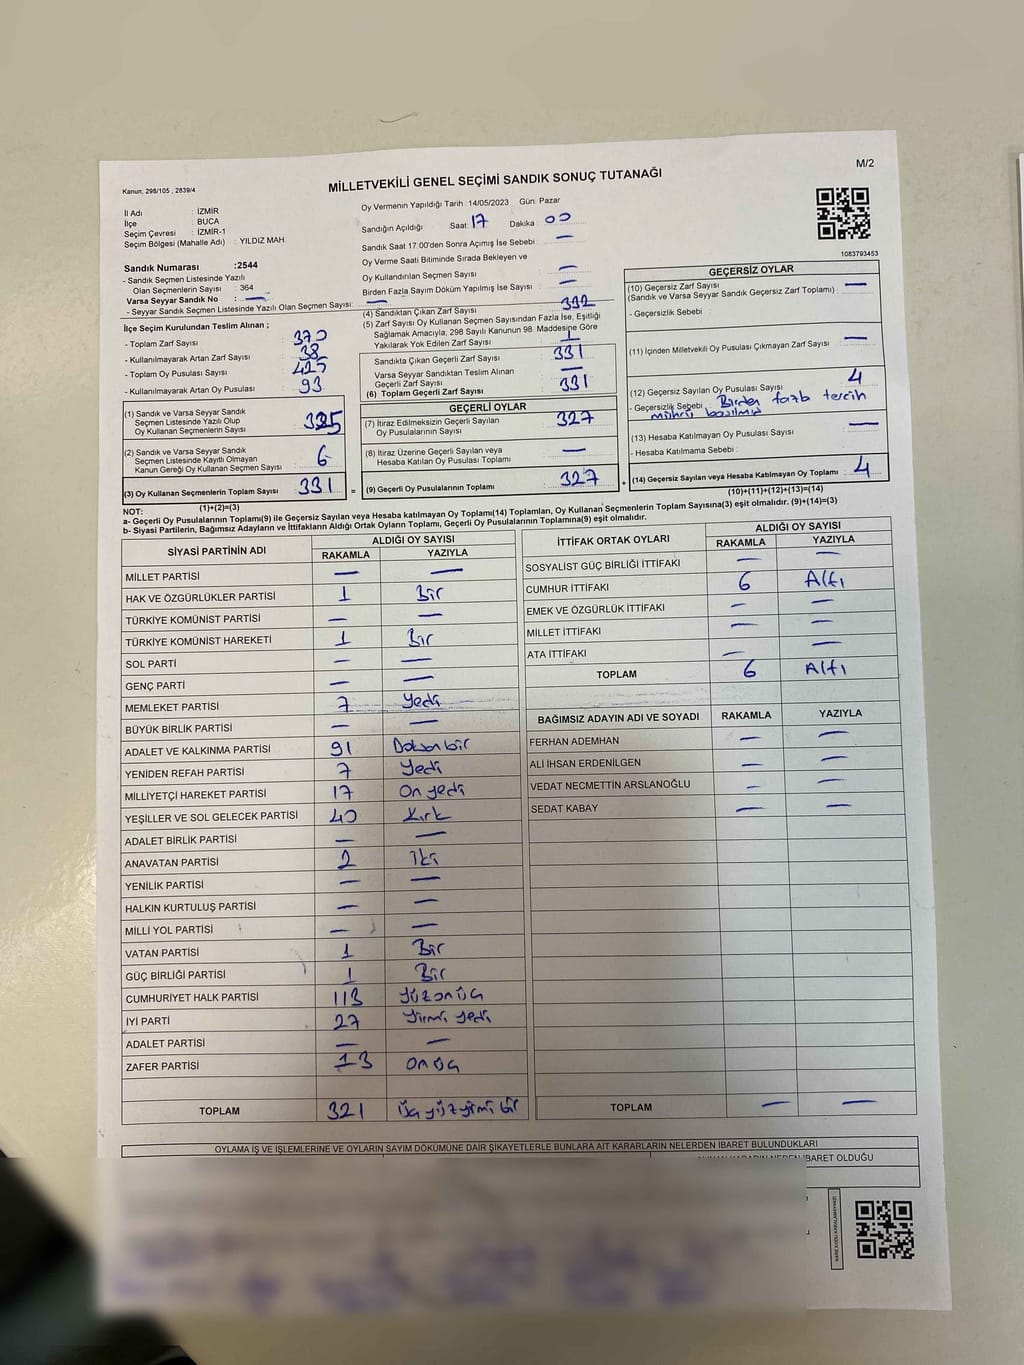 M/2
Kanun; 298/105 , 2839/4
MİLLETVEKİLİ GENEL SEÇİMİ SANDIK SONUÇ TUTANAĞI
İl Adı : İZMİR
İlçe : BUCA
Seçim Çevresi : İZMİR-1
Seçim Bölgesi (Mahalle Adı) : YILDIZ MAH.
Sandık Numarası :2544
- Sandık Seçmen Listesinde Yazılı
Olan Seçmenlerin Sayısı : 364
Varsa Seyyar Sandık No : —
- Seyyar Sandık Seçmen Listesinde Yazılı Olan Seçmen Sayısı: —
Oy Vermenin Yapıldığı Tarih : 14/05/2023 Gün: Pazar
Sandığın Açıldığı Saat: 17 Dakika 00
Sandık Saat 17:00'den Sonra Açımış İse Sebebi : —
Oy Verme Saati Bitiminde Sırada Bekleyen ve
Oy Kullandırılan Seçmen Sayısı : —
Birden Fazla Sayım Döküm Yapılmış İse Sayısı : —
1083793453
İlçe Seçim Kurulundan Teslim Alınan ;
- Toplam Zarf Sayısı : 370
- Kullanılmayarak Artan Zarf Sayısı : 38
- Toplam Oy Pusulası Sayısı : 425
- Kullanılmayarak Artan Oy Pusulası : 93
(1) Sandık ve Varsa Seyyar Sandık
Seçmen Listesinde Yazılı Olup
Oy Kullanan Seçmenlerin Sayısı : 325
(2) Sandık ve Varsa Seyyar Sandık
Seçmen Listesinde Kayıtlı Olmayan
Kanun Gereği Oy Kullanan Seçmen Sayısı : 6
(3) Oy Kullanan Seçmenlerin Toplam Sayısı 331
(1)+(2)=(3)
(4) Sandıktan Çıkan Zarf Sayısı 332
(5) Zarf Sayısı Oy Kullanan Seçmen Sayısından Fazla İse, Eşitliği
Sağlamak Amacıyla; 298 Sayılı Kanunun 98. Maddesine Göre
Yakılarak Yok Edilen Zarf Sayısı 1
Sandıkta Çıkan Geçerli Zarf Sayısı 331
Varsa Seyyar Sandıktan Teslim Alınan
Geçerli Zarf Sayısı —
(6) Toplam Geçerli Zarf Sayısı 331
GEÇERLİ OYLAR
(7) İtiraz Edilmeksizin Geçerli Sayılan
Oy Pusulalarının Sayısı 327
(8) İtiraz Üzerine Geçerli Sayılan veya
Hesaba Katılan Oy Pusulası Toplamı —
= (9) Geçerli Oy Pusulalarının Toplamı 327 +
GEÇERSİZ OYLAR
(10) Geçersiz Zarf Sayısı —
(Sandık ve Varsa Seyyar Sandık Geçersiz Zarf Toplamı) :
- Geçersizlik Sebebi :
(11) İçinden Milletvekili Oy Pusulası Çıkmayan Zarf Sayısı —
(12) Geçersiz Sayılan Oy Pusulası Sayısı 4
- Geçersizlik Sebebi Birden fazla tercih
mührü basılmış
(13) Hesaba Katılmayan Oy Pusulası Sayısı —
- Hesaba Katılmama Sebebi :
(14) Geçersiz Sayılan veya Hesaba Katılmayan Oy Toplamı 4
(10)+(11)+(12)+(13)=(14)
NOT:
a- Geçerli Oy Pusulalarının Toplamı(9) ile Geçersiz Sayılan veya Hesaba katılmayan Oy Toplamı(14) Toplamları, Oy Kullanan Seçmenlerin Toplam Sayısına(3) eşit olmalıdır. (9)+(14)=(3)
b- Siyasi Partilerin, Bağımsız Adayların ve İttifakların Aldığı Ortak Oyların Toplamı, Geçerli Oy Pusulalarının Toplamına(9) eşit olmalıdır.
SİYASİ PARTİNİN ADI ALDIĞI OY SAYISI
RAKAMLA YAZIYLA
MİLLET PARTİSİ — —
HAK VE ÖZGÜRLÜKLER PARTİSİ 1 Bir
TÜRKİYE KOMÜNİST PARTİSİ — —
TÜRKİYE KOMÜNİST HAREKETİ 1 Bir
SOL PARTİ — —
GENÇ PARTİ — —
MEMLEKET PARTİSİ 7 Yedi
BÜYÜK BİRLİK PARTİSİ — —
ADALET VE KALKINMA PARTİSİ 91 Doksan bir
YENİDEN REFAH PARTİSİ 7 Yedi
MİLLİYETÇİ HAREKET PARTİSİ 17 On yedi
YEŞİLLER VE SOL GELECEK PARTİSİ 40 Kırk
ADALET BİRLİK PARTİSİ — —
ANAVATAN PARTİSİ 2 İki
YENİLİK PARTİSİ — —
HALKIN KURTULUŞ PARTİSİ — —
MİLLİ YOL PARTİSİ — —
VATAN PARTİSİ 1 Bir
GÜÇ BİRLİĞİ PARTİSİ 1 Bir
CUMHURİYET HALK PARTİSİ 113 Yüz on üç
İYİ PARTİ 27 Yirmi yedi
ADALET PARTİSİ — —
ZAFER PARTİSİ 13 On üç
TOPLAM 321 Üç yüz yirmi bir
İTTİFAK ORTAK OYLARI ALDIĞI OY SAYISI
RAKAMLA YAZIYLA
SOSYALİST GÜÇ BİRLİĞİ İTTİFAKI — —
CUMHUR İTTİFAKI 6 Altı
EMEK VE ÖZGÜRLÜK İTTİFAKI — —
MİLLET İTTİFAKI — —
ATA İTTİFAKI — —
TOPLAM 6 Altı
BAĞIMSIZ ADAYIN ADI VE SOYADI RAKAMLA YAZIYLA
FERHAN ADEMHAN — —
ALİ İHSAN ERDENİLGEN — —
VEDAT NECMETTİN ARSLANOĞLU — —
SEDAT KABAY — —
TOPLAM — —
OYLAMA İŞ VE İŞLEMLERİNE VE OYLARIN SAYIM DÖKÜMÜNE DAİR ŞİKAYETLERLE BUNLARA AİT KARARLARIN NELERDEN İBARET BULUNDUKLARI
İBARET OLDUĞU